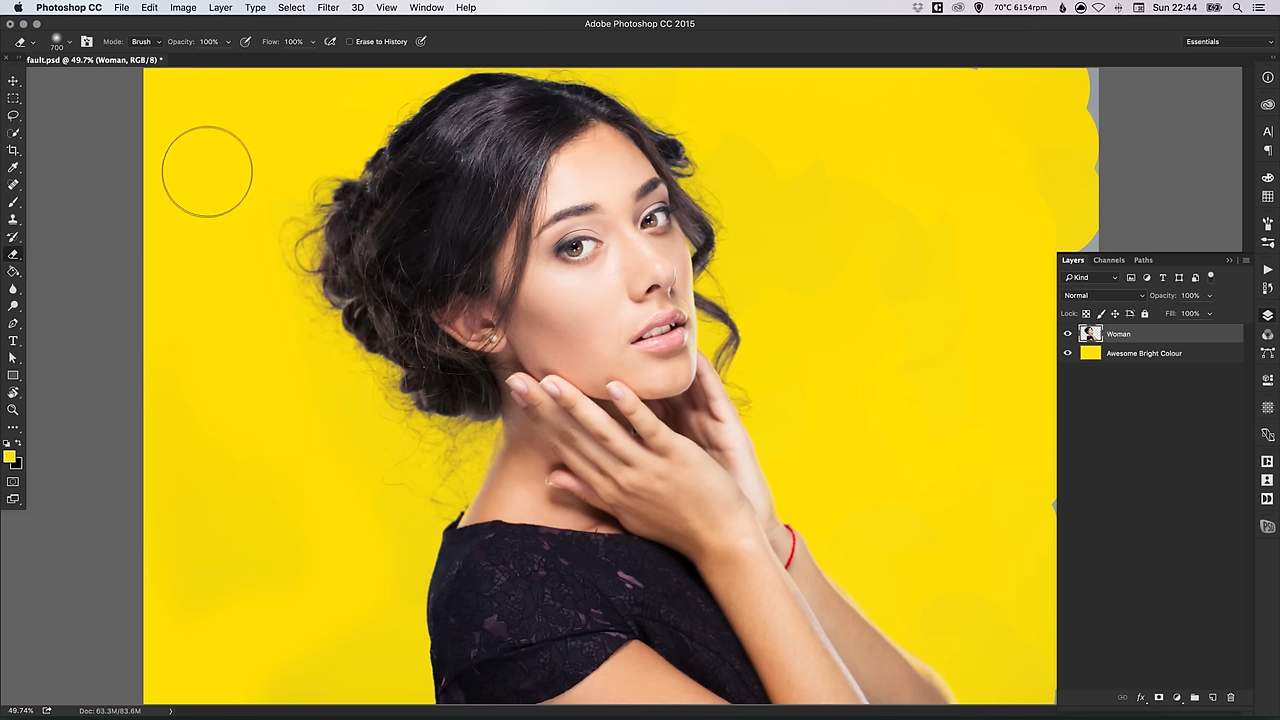 Photoshop CC File Edit Image Layer Type Select Filter 3D View Window Help 70°C 6154rpm Sun 22:44
Adobe Photoshop CC 2015
700 Mode: Brush Opacity: 100% Flow: 100% Erase to History Essentials
fault.psd @ 49.7% (Woman, RGB/8) *
Layers Channels Paths
Kind
Normal Opacity: 100%
Lock: Fill: 100%
Woman
Awesome Bright Colour
49.74% Doc: 63.3M/83.6M